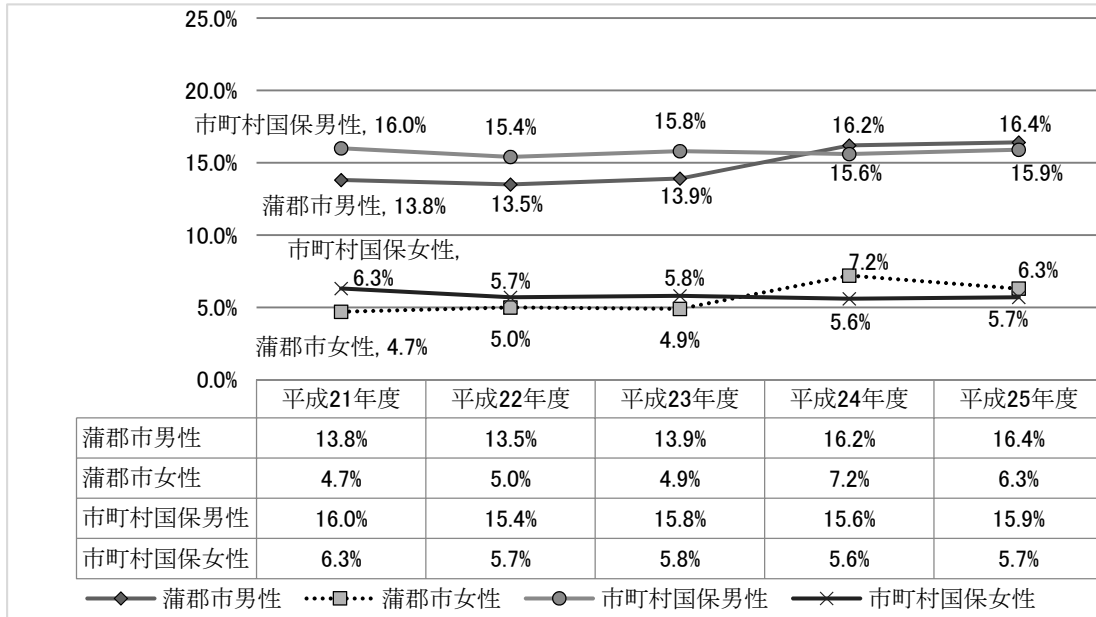 25.0%
20.0%
市町村国保男性, 16.0% 15.4% 15.8% 16.2% 16.4%
15.0%
15.6% 15.9%
蒲郡市男性, 13.8% 13.5% 13.9%
10.0%
市町村国保女性,
6.3% 5.7% 5.8% 7.2% 6.3%
5.0%
蒲郡市女性, 4.7% 5.0% 4.9% 5.6% 5.7%
0.0%
平成21年度 平成22年度 平成23年度 平成24年度 平成25年度
蒲郡市男性 13.8% 13.5% 13.9% 16.2% 16.4%
蒲郡市女性 4.7% 5.0% 4.9% 7.2% 6.3%
市町村国保男性 16.0% 15.4% 15.8% 15.6% 15.9%
市町村国保女性 6.3% 5.7% 5.8% 5.6% 5.7%
蒲郡市男性 蒲郡市女性 市町村国保男性 市町村国保女性